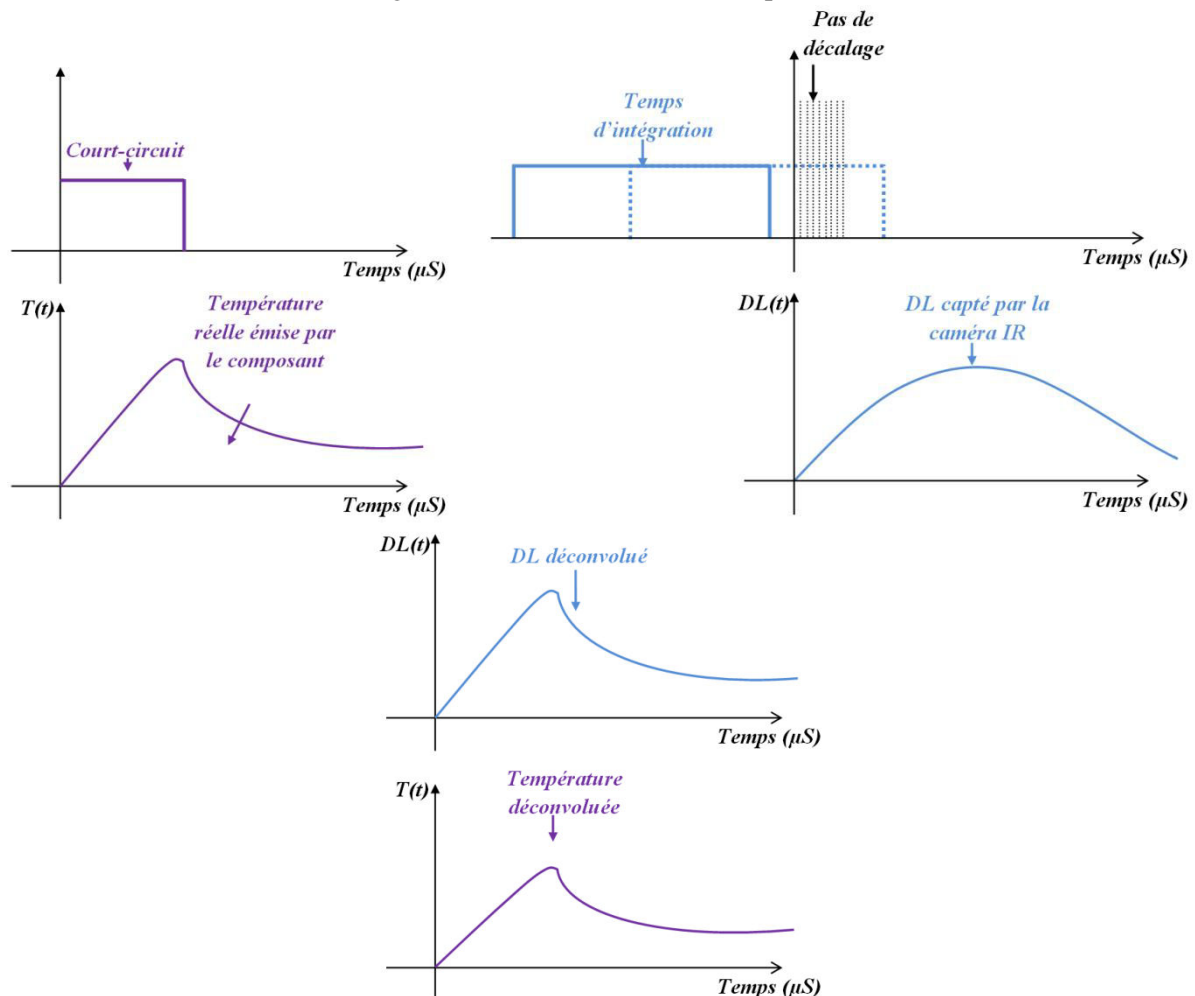 Pas de
décalage
Temps
d'intégration
Court-circuit
Temps (µS)
Temps (µS)
T(t)
Température
réelle émise par
le composant
Temps (µS)
DL(t)
DL capté par la
caméra IR
Temps (µS)
DL(t)
DL déconvolué
Temps (µS)
T(t)
Température
déconvoluée
Temps (µS)